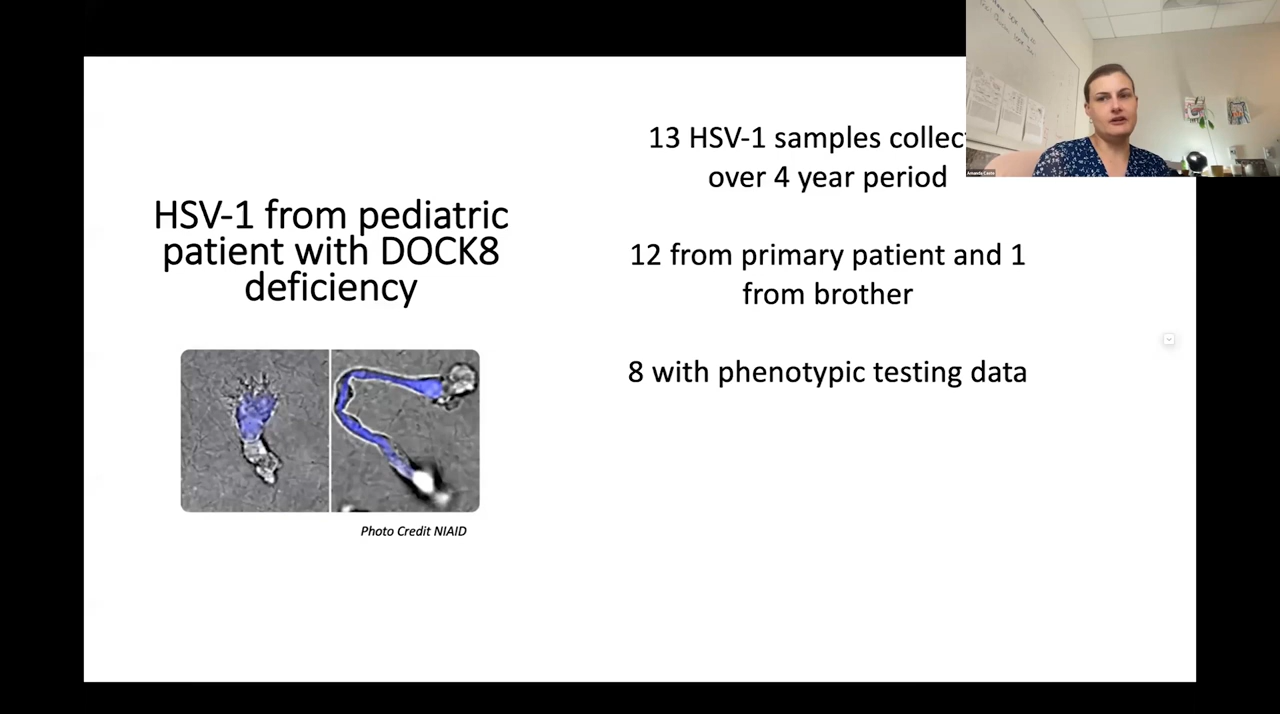 HSV-1 from pediatric
patient with DOCK8
deficiency
Photo Credit NIAID
13 HSV-1 samples collec
over 4 year period
12 from primary patient and 1
from brother
8 with phenotypic testing data